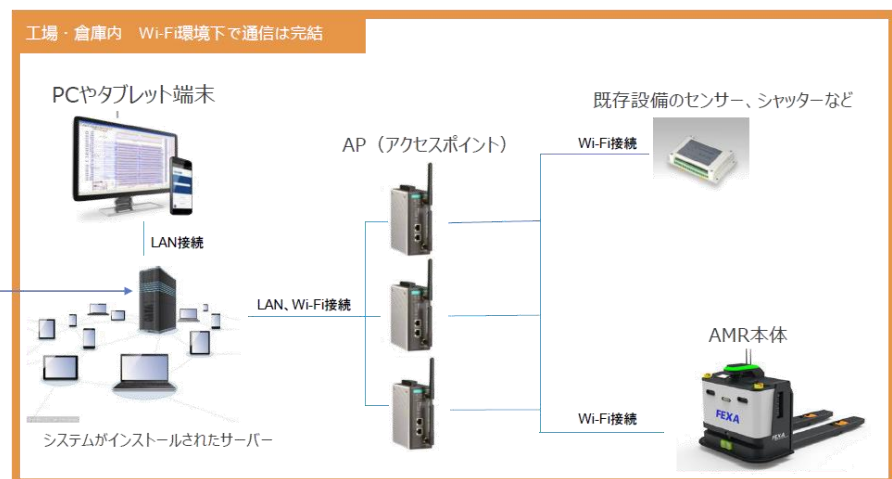 工場・倉庫内　Wi-Fi環境下で通信は完結
PCやタブレット端末
既存設備のセンサー、シャッターなど
AP（アクセスポイント）
Wi-Fi接続
LAN接続
LAN、Wi-Fi接続
AMR本体
FEXA
FEXA
Wi-Fi接続
システムがインストールされたサーバー